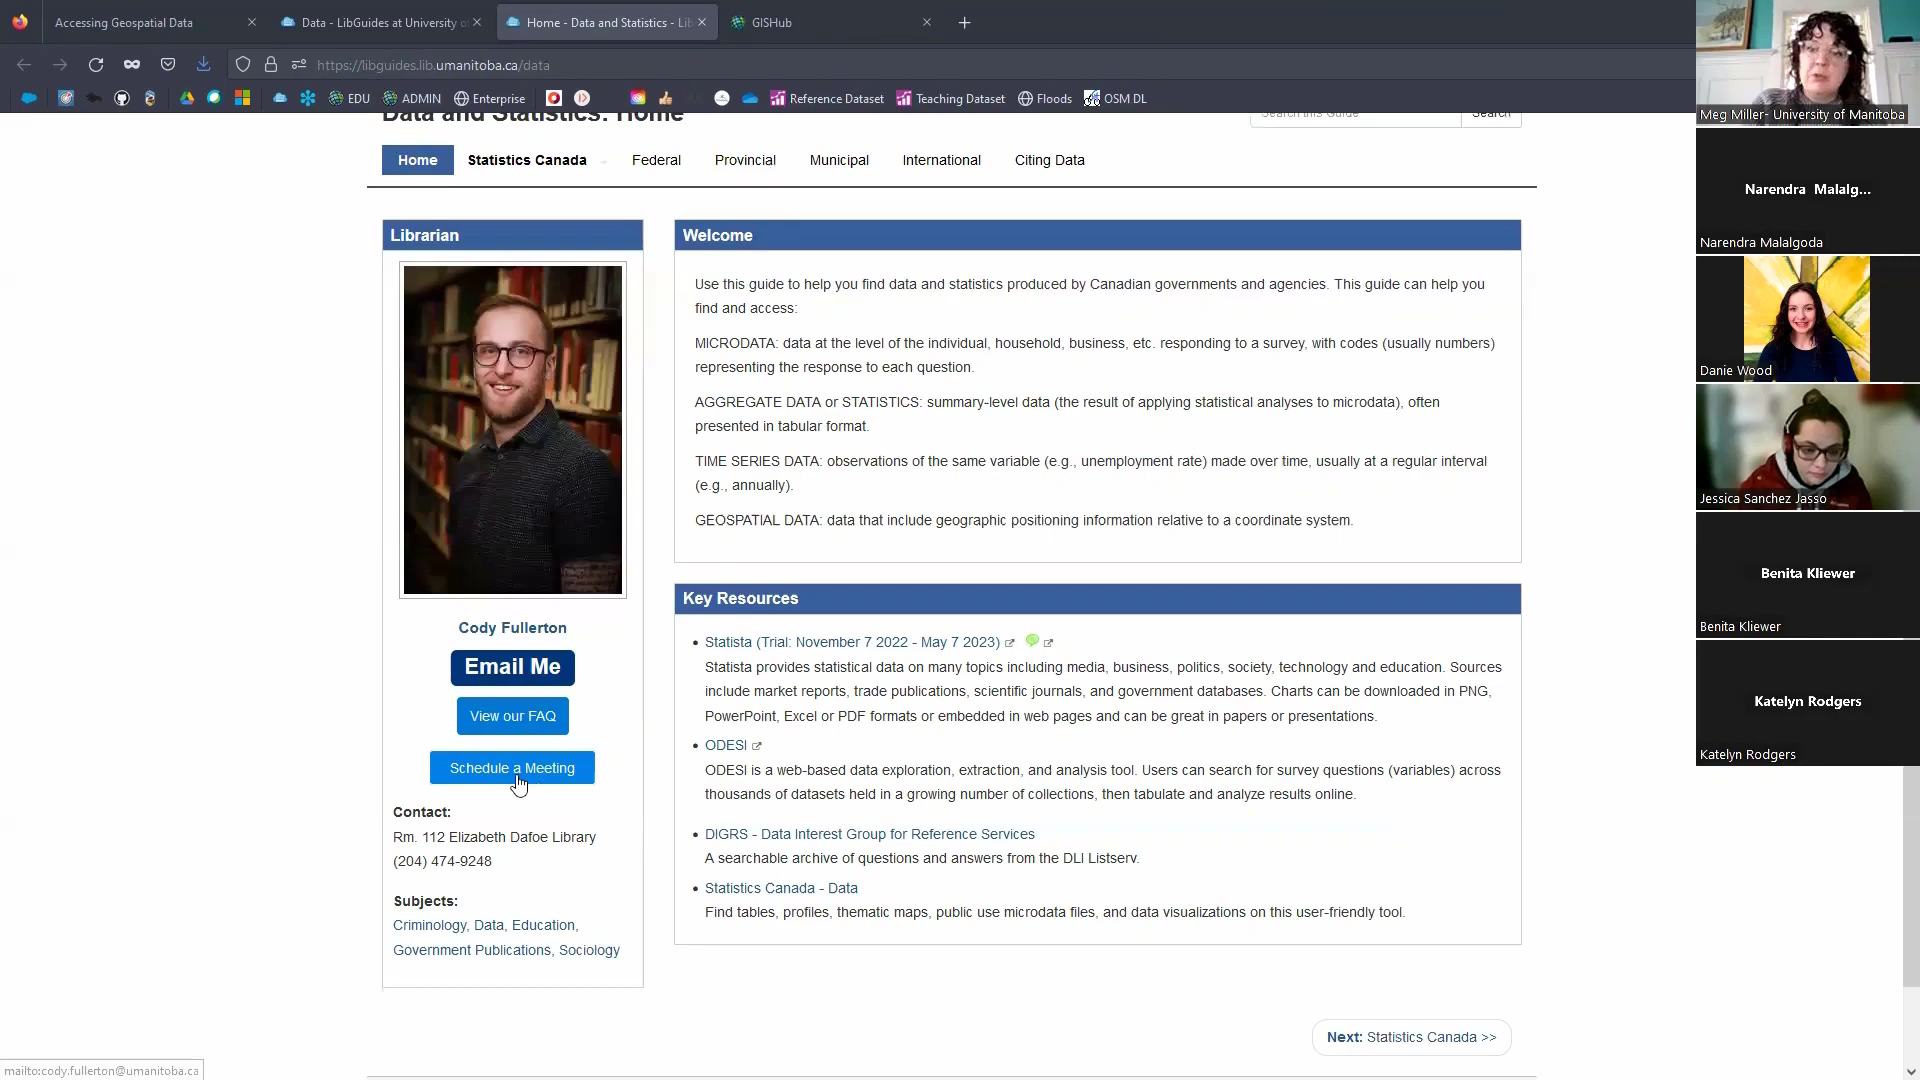 Accessing Geospatial Data
Data - LibGuides at University o
Home - Data and Statistics - Lib
GISHub
https://libguides.lib.umanitoba.ca/data
EDU
ADMIN
Enterprise
Reference Dataset
Teaching Dataset
Floods
OSM DL
Data and Statistics: Home
Search this Guide
Search
Home
Statistics Canada
Federal
Provincial
Municipal
International
Citing Data
Librarian
Cody Fullerton
Email Me
View our FAQ
Schedule a Meeting
Contact:
Rm. 112 Elizabeth Dafoe Library
(204) 474-9248
Subjects:
Criminology, Data, Education,
Government Publications, Sociology
Welcome
Use this guide to help you find data and statistics produced by Canadian governments and agencies. This guide can help you
find and access:
MICRODATA: data at the level of the individual, household, business, etc. responding to a survey, with codes (usually numbers)
representing the response to each question.
AGGREGATE DATA or STATISTICS: summary-level data (the result of applying statistical analyses to microdata), often
presented in tabular format.
TIME SERIES DATA: observations of the same variable (e.g., unemployment rate) made over time, usually at a regular interval
(e.g., annually).
GEOSPATIAL DATA: data that include geographic positioning information relative to a coordinate system.
Key Resources
• Statista (Trial: November 7 2022 - May 7 2023)
Statista provides statistical data on many topics including media, business, politics, society, technology and education. Sources
include market reports, trade publications, scientific journals, and government databases. Charts can be downloaded in PNG,
PowerPoint, Excel or PDF formats or embedded in web pages and can be great in papers or presentations.
• ODESI
ODESI is a web-based data exploration, extraction, and analysis tool. Users can search for survey questions (variables) across
thousands of datasets held in a growing number of collections, then tabulate and analyze results online.
• DIGRS - Data Interest Group for Reference Services
A searchable archive of questions and answers from the DLI Listserv.
• Statistics Canada - Data
Find tables, profiles, thematic maps, public use microdata files, and data visualizations on this user-friendly tool.
Next: Statistics Canada >>
mailto:cody.fullerton@umanitoba.ca
Meg Miller- University of Manitoba
Narendra Malalg...
Narendra Malalgoda
Danie Wood
Jessica Sanchez Jasso
Benita Kliewer
Benita Kliewer
Katelyn Rodgers
Katelyn Rodgers